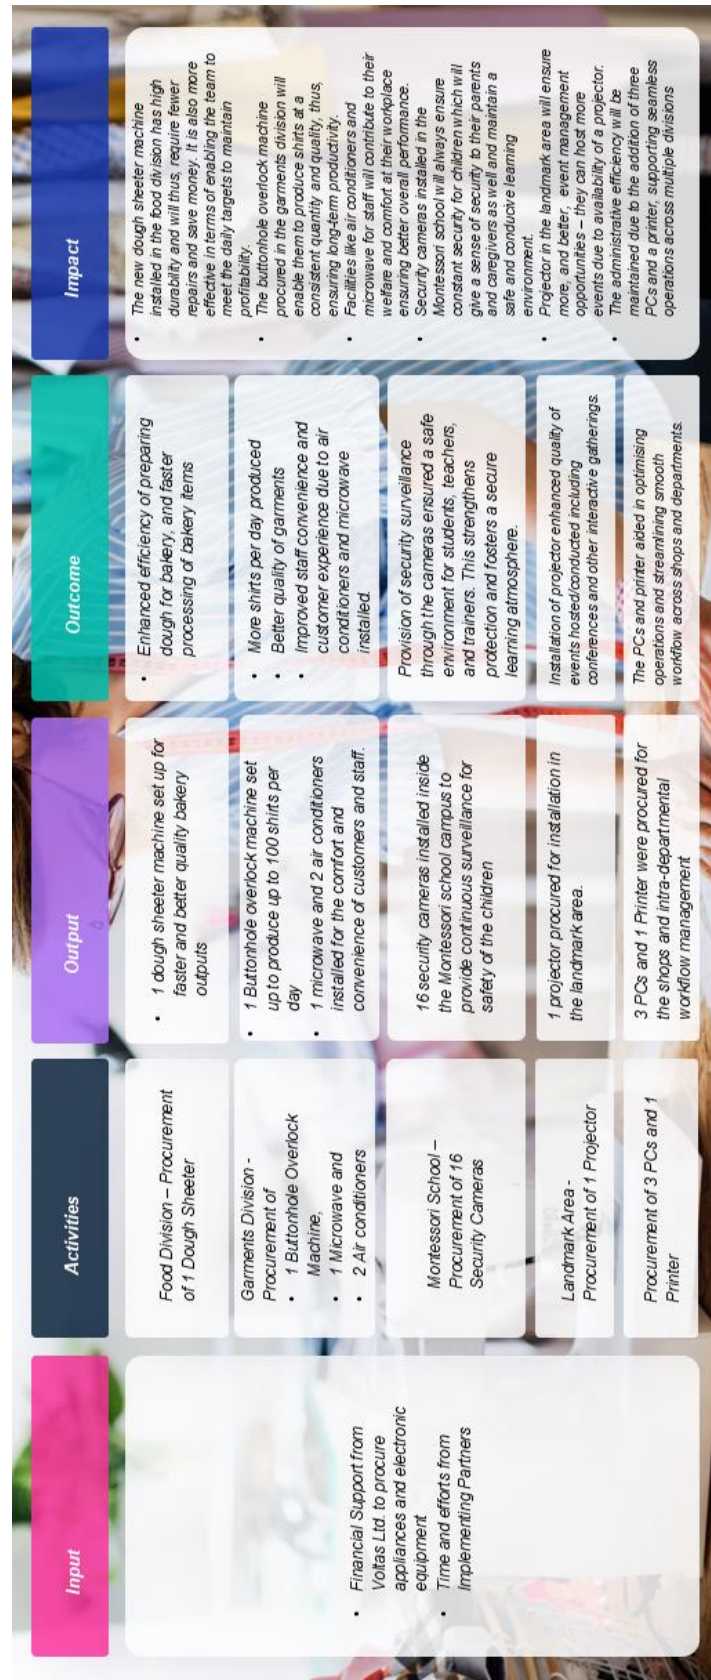 Input
Financial Support from
Voltas Ltd. to procure
appliances and electronic
equipment
Time and efforts from
Implementing Partners
Activities
Food Division – Procurement
of 1 Dough Sheeter
Garments Division -
Procurement of
1 Buttonhole Overlock
Machine,
1 Microwave and
2 Air conditioners
Montessori School –
Procurement of 16
Security Cameras
Landmark Area -
Procurement of 1 Projector
Procurement of 3 PCs and 1
Printer
Output
1 dough sheeter machine set up for
faster and better quality bakery
outputs
1 Buttonhole overlock machine set
up to produce up to 100 shirts per
day
1 microwave and 2 air conditioners
installed for the comfort and
convenience of customers and staff.
16 security cameras installed inside
the Montessori school campus to
provide continuous surveillance for
safety of the children
1 projector procured for installation in
the landmark area.
3 PCs and 1 Printer were procured for
the shops and intra-departmental
workflow management
Outcome
Enhanced efficiency of preparing
dough for bakery, and faster
processing of bakery items
More shirts per day produced
Better quality of garments
Improved staff convenience and
customer experience due to air
conditioners and microwave
installed.
Provision of security surveillance
through the cameras ensured a safe
environment for students, teachers,
and trainers. This strengthens
protection and fosters a secure
learning atmosphere.
Installation of projector enhanced quality of
events hosted/conducted including
conferences and other interactive gatherings.
The PCs and printer aided in optimising
operations and streamlining smooth
workflow across shops and departments.
Impact
The new dough sheeter machine
installed in the food division has high
durability and will thus, require fewer
repairs and save money. It is also more
effective in terms of enabling the team to
meet the daily targets to maintain
profitability.
The buttonhole overlock machine
procured in the garments division will
enable them to produce shirts at a
consistent quantity and quality, thus,
ensuring long-term productivity.
Facilities like air conditioners and
microwave for staff will contribute to their
welfare and comfort at their workplace
ensuring better overall performance.
Security cameras installed in the
Montessori school will always ensure
constant security for children which will
give a sense of security to their parents
and caregivers as well and maintain a
safe and conducive learning
environment.
Projector in the landmark area will ensure
more, and better, event management
opportunities – they can host more
events due to availability of a projector.
The administrative efficiency will be
maintained due to the addition of three
PCs and a printer, supporting seamless
operations across multiple divisions